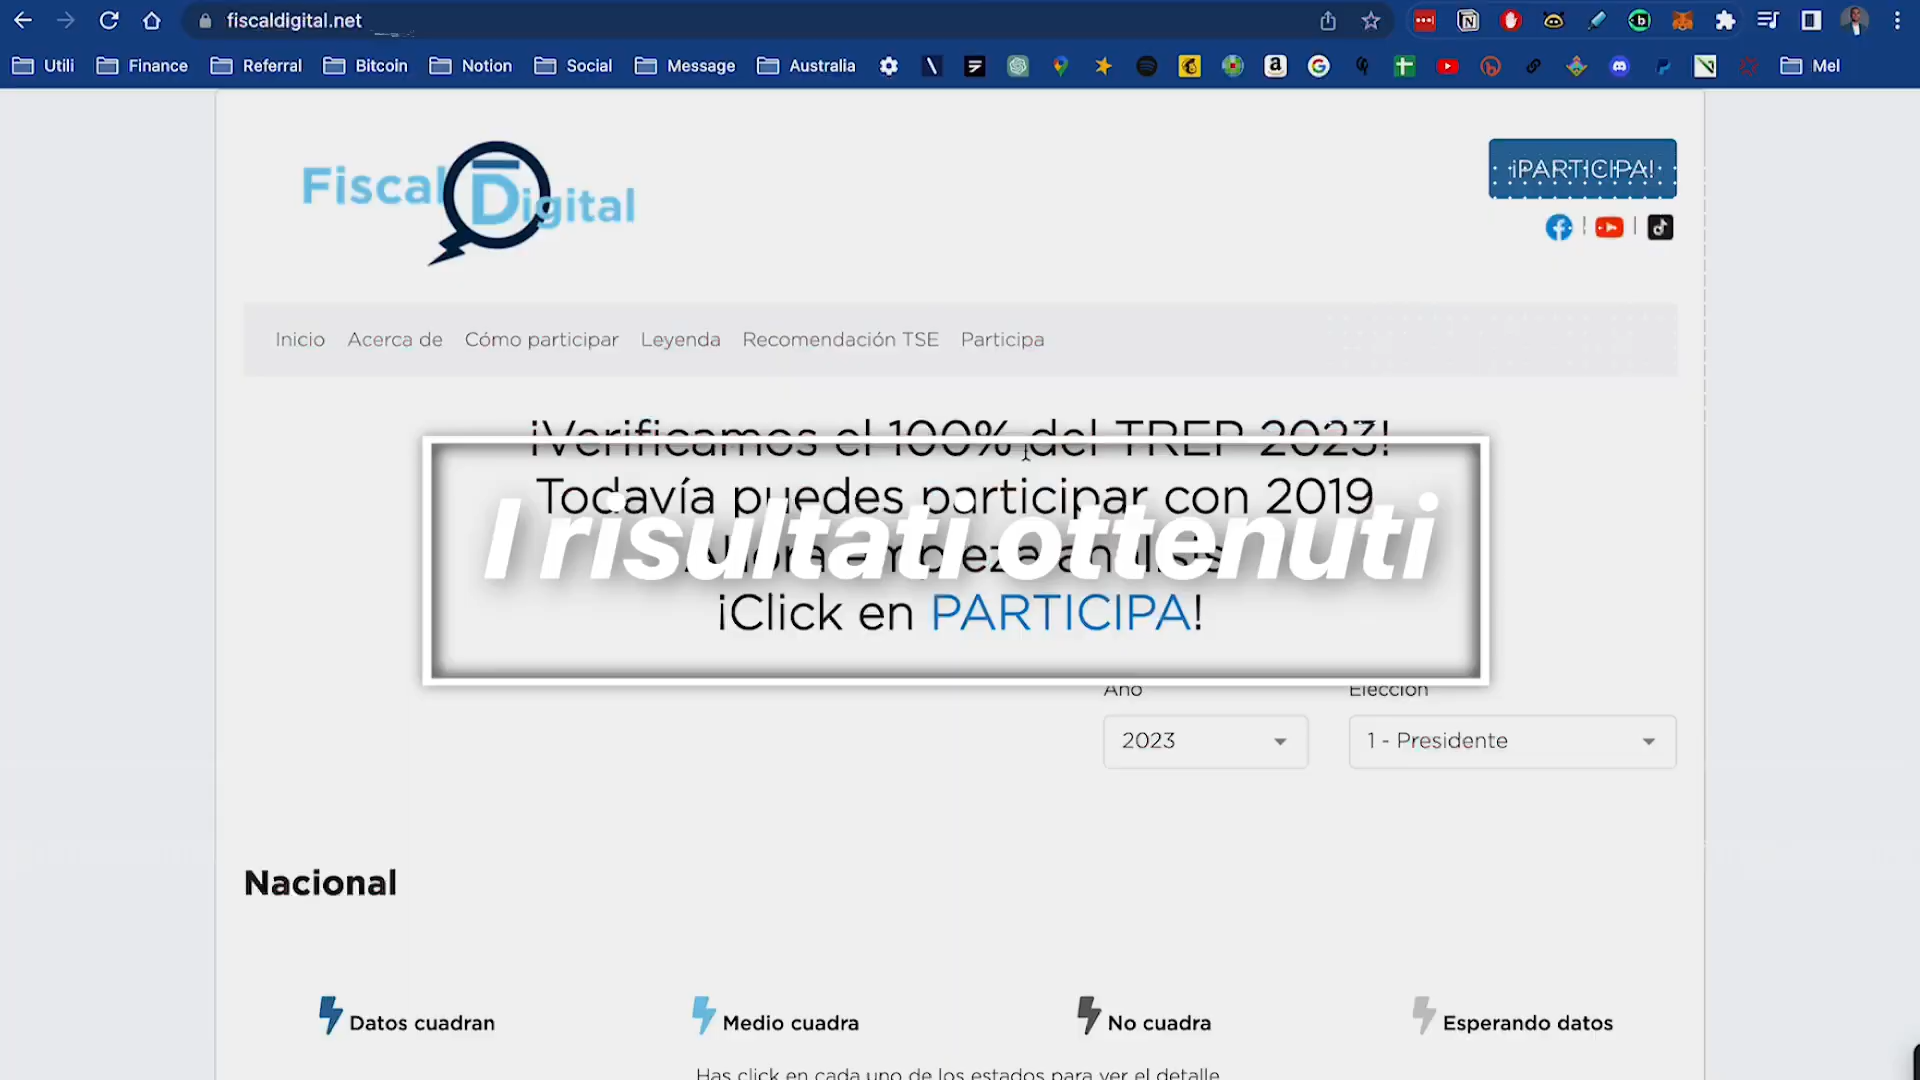 fiscaldigital.net
Utili Finance Referral Bitcoin Notion Social Message Australia Mel
Fiscal Digital
¡PARTICIPA!
Inicio Acerca de Cómo participar Leyenda Recomendación TSE Participa
¡Verificamos el 100% del TREP 2023!
Todavía puedes participar con 2019
I risultati ottenuti
Ahora empieza análisis
¡Click en PARTICIPA!
Año Elección
2023 1 - Presidente
Nacional
Datos cuadran Medio cuadra No cuadra Esperando datos
Has click en cada uno de los estados para ver el detalle